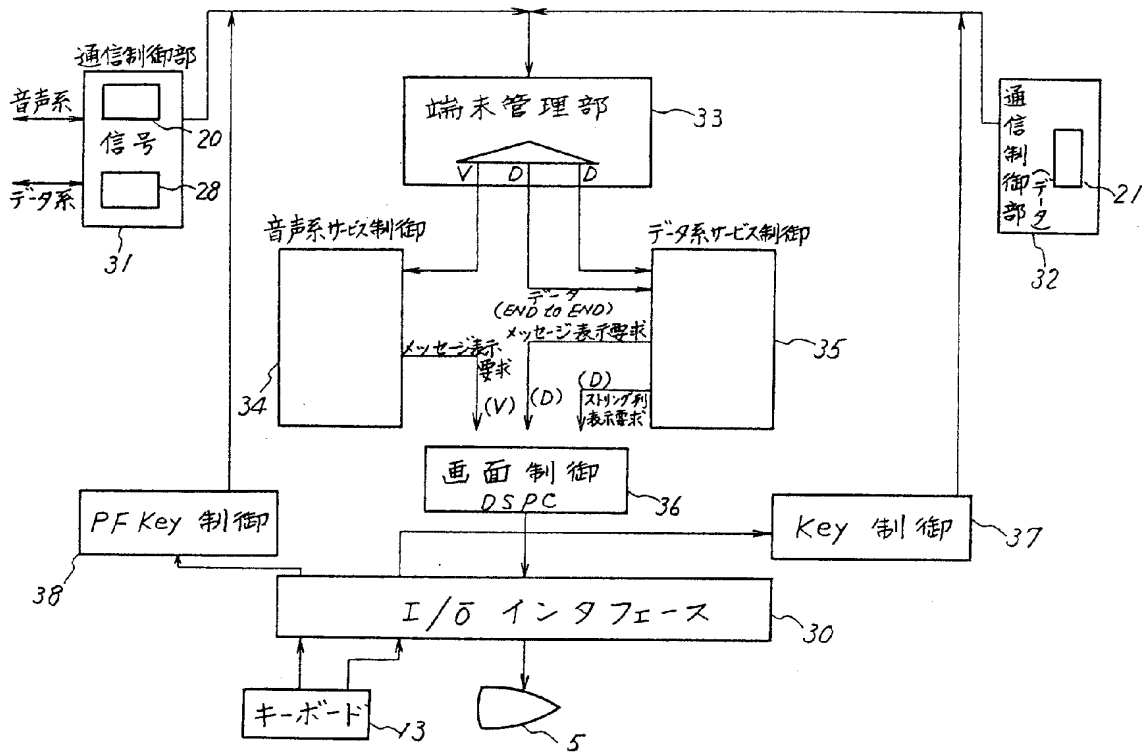 通信制御部
音声系
信号
データ系
20
28
31
端末管理部
V D D
33
通信制御部
データ
21
32
音声系サービス制御
データ系サービス制御
データ
(END to END)
メッセージ表示要求
メッセージ表示
要求
34
35
(V)
(D)
(D)
ストリング列
表示要求
画面制御
DSPC
36
PF Key 制御
38
Key 制御
37
I/O インタフェース
30
キーボード
13
5